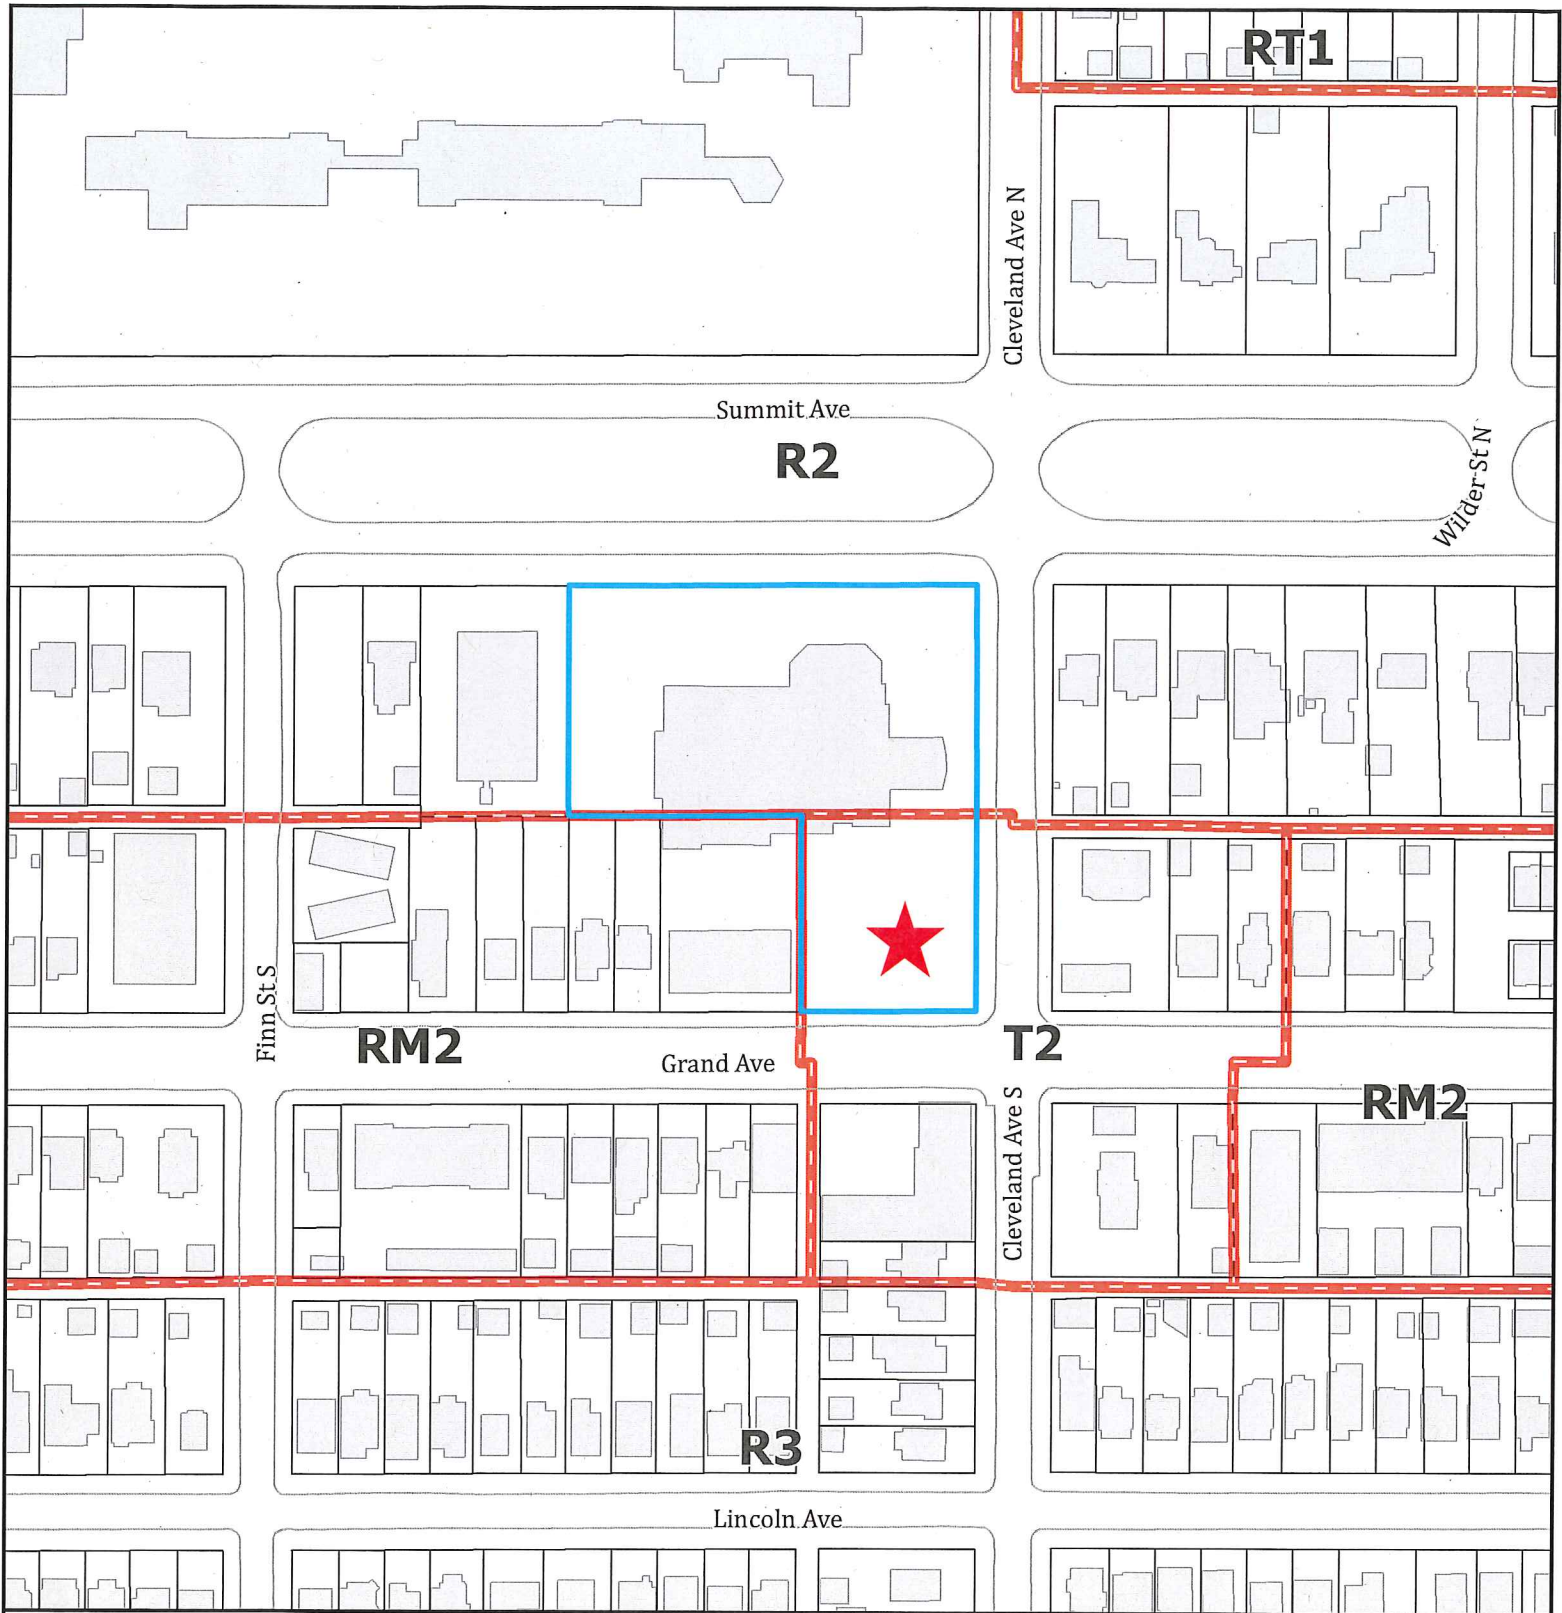 RT1
Cleveland Ave N
Summit Ave
R2
Wilder St N
Finn St S
RM2
Grand Ave
T2
RM2
Cleveland Ave S
R3
Lincoln Ave